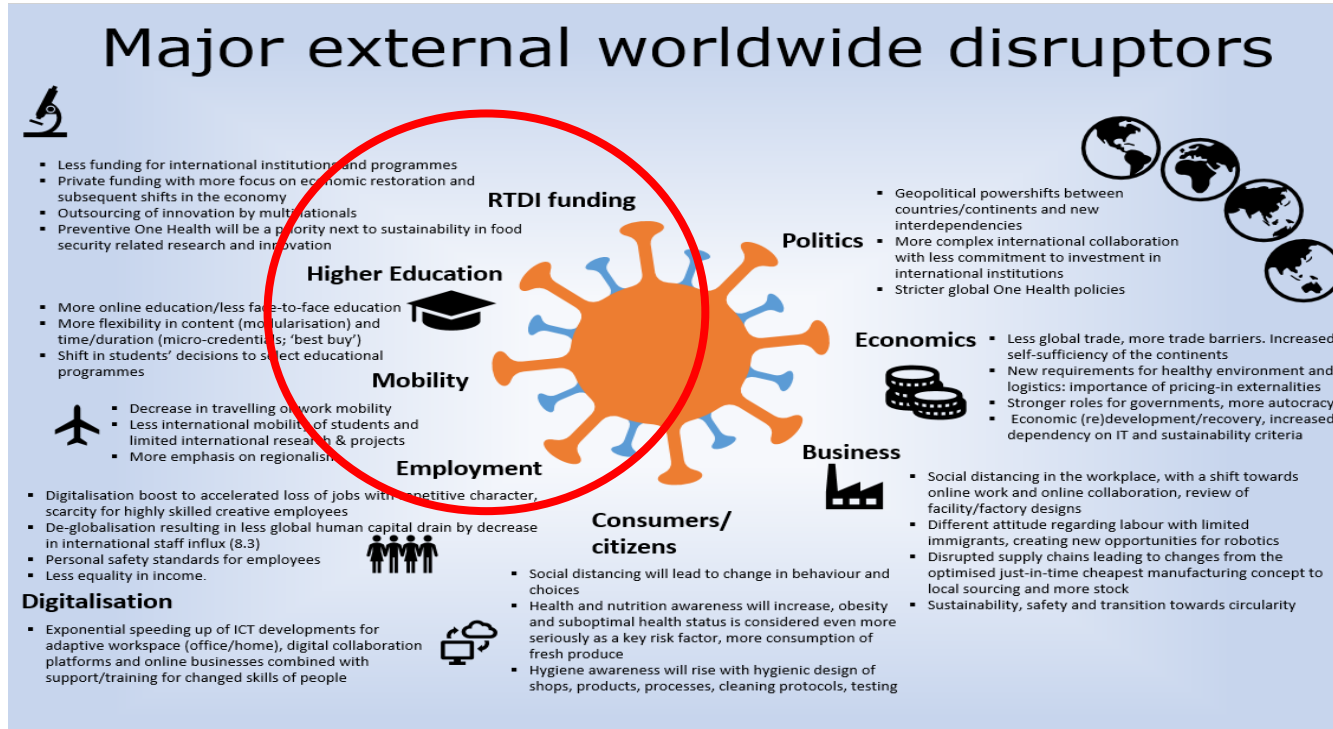 Major external worldwide disruptors
▪ Less funding for international institutions and programmes
▪ Private funding with more focus on economic restoration and
subsequent shifts in the economy
▪ Outsourcing of innovation by multinationals
▪ Preventive One Health will be a priority next to sustainability in food
security related research and innovation
RTDI funding
Higher Education
▪ More online education/less face-to-face education
▪ More flexibility in content (modularisation) and
time/duration (micro-credentials; ‘best buy’)
▪ Shift in students’ decisions to select educational
programmes
Mobility
▪ Decrease in travelling or work mobility
▪ Less international mobility of students and
limited international research & projects
▪ More emphasis on regionalism
Employment
▪ Digitalisation boost to accelerated loss of jobs with repetitive character,
scarcity for highly skilled creative employees
▪ De-globalisation resulting in less global human capital drain by decrease
in international staff influx (8.3)
▪ Personal safety standards for employees
▪ Less equality in income.
Digitalisation
▪ Exponential speeding up of ICT developments for
adaptive workspace (office/home), digital collaboration
platforms and online businesses combined with
support/training for changed skills of people
Consumers/
citizens
▪ Social distancing will lead to change in behaviour and
choices
▪ Health and nutrition awareness will increase, obesity
and suboptimal health status is considered even more
seriously as a key risk factor, more consumption of
fresh produce
▪ Hygiene awareness will rise with hygienic design of
shops, products, processes, cleaning protocols, testing
Politics
▪ Geopolitical powershifts between
countries/continents and new
interdependencies
▪ More complex international collaboration
with less commitment to investment in
international institutions
▪ Stricter global One Health policies
Economics
▪ Less global trade, more trade barriers. Increased
self-sufficiency of the continents
▪ New requirements for healthy environment and
logistics: importance of pricing-in externalities
▪ Stronger roles for governments, more autocracy
▪ Economic (re)development/recovery, increased
dependency on IT and sustainability criteria
Business
▪ Social distancing in the workplace, with a shift towards
online work and online collaboration, review of
facility/factory designs
▪ Different attitude regarding labour with limited
immigrants, creating new opportunities for robotics
▪ Disrupted supply chains leading to changes from the
optimised just-in-time cheapest manufacturing concept to
local sourcing and more stock
▪ Sustainability, safety and transition towards circularity